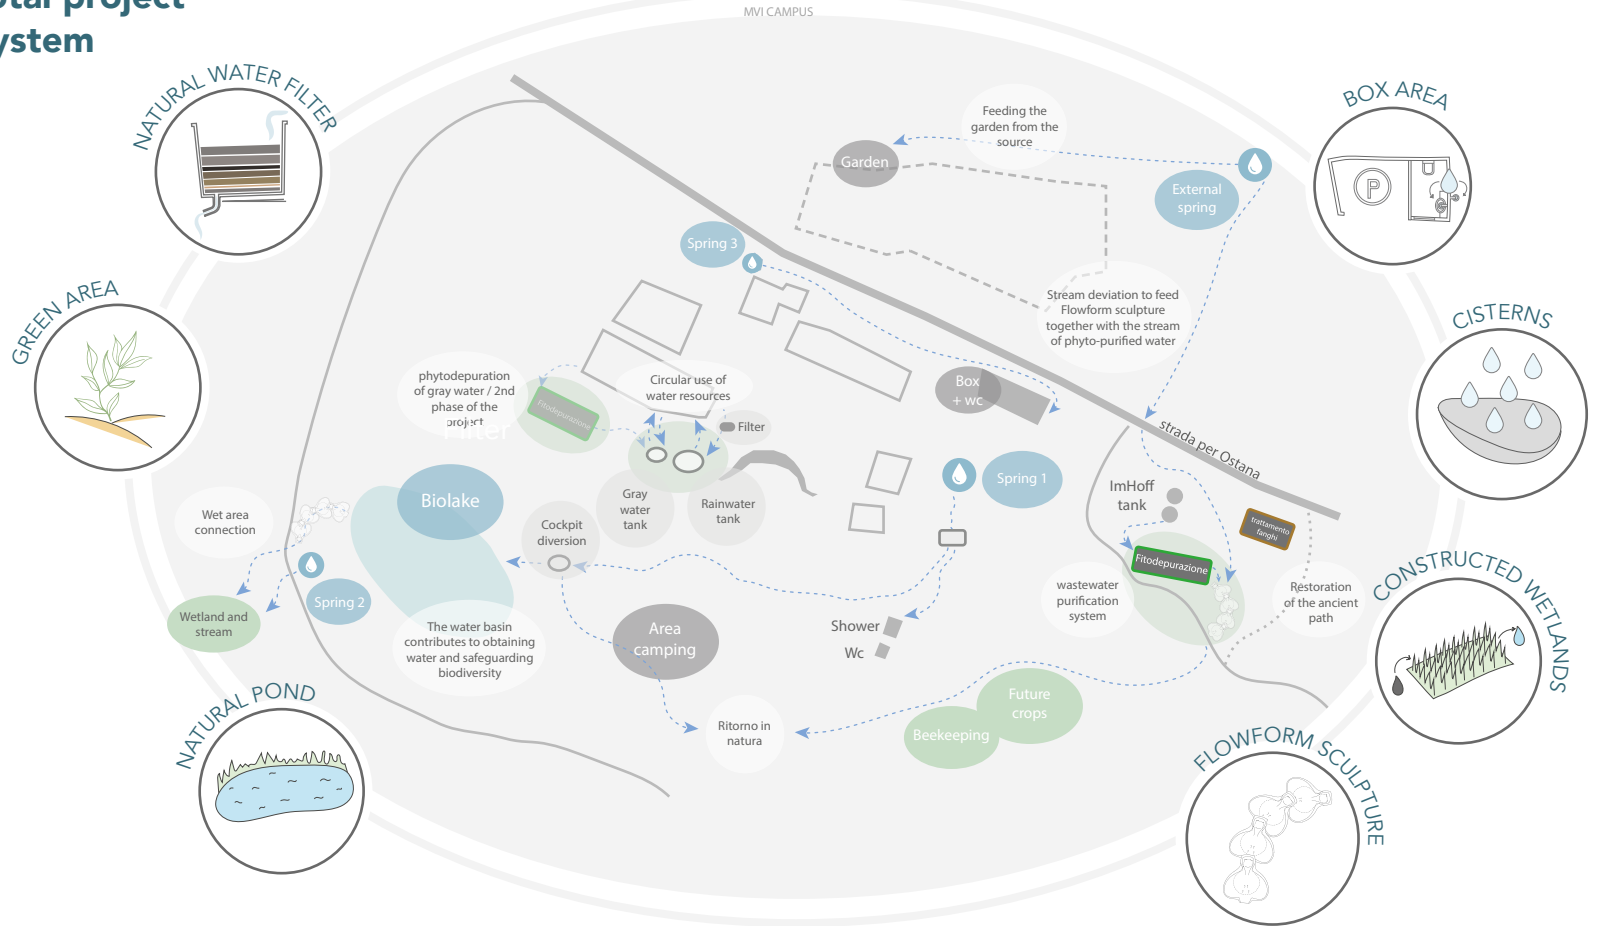 otal project
ystem
MVI CAMPUS
NATURAL WATER FILTER
BOX AREA
P
Feeding the
garden from the
source
Garden
External
spring
Spring 3
GREEN AREA
Stream deviation to feed
Flowform sculpture
together with the stream
of phyto-purified water
CISTERNS
phytodepuration
of gray water / 2nd
phase of the
project
Filter
Fitodepurazione
Circular use of
water resources
Filter
Box
+ wc
strada per Ostana
Biolake
Gray
water
tank
Rainwater
tank
Spring 1
ImHoff
tank
Wet area
connection
Cockpit
diversion
trattamento
fanghi
Fitodepurazione
CONSTRUCTED WETLANDS
Spring 2
wastewater
purification
system
Restoration
of the ancient
path
Wetland and
stream
The water basin
contributes to obtaining
water and safeguarding
biodiversity
Area
camping
Shower
Wc
NATURAL POND
Ritorno in
natura
Future
crops
Beekeeping
FLOWFORM SCULPTURE